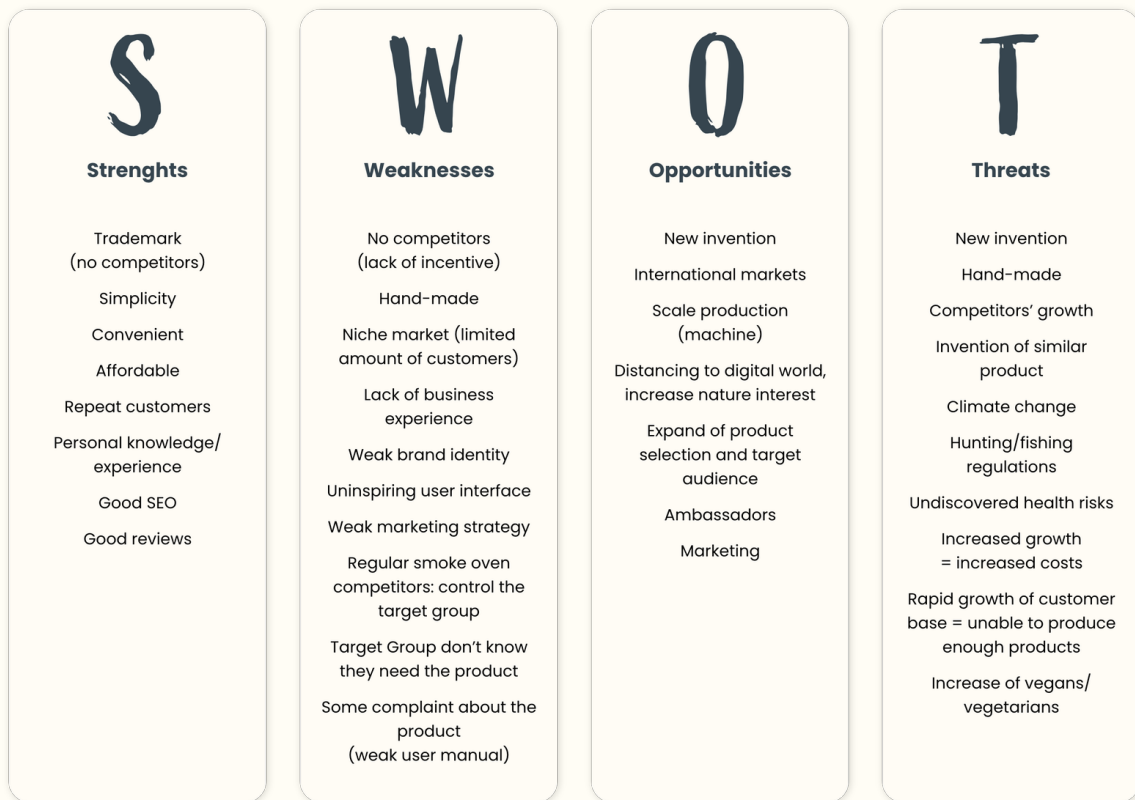 S
Strenghts
Trademark
(no competitors)
Simplicity
Convenient
Affordable
Repeat customers
Personal knowledge/
experience
Good SEO
Good reviews
W
Weaknesses
No competitors
(lack of incentive)
Hand-made
Niche market (limited
amount of customers)
Lack of business
experience
Weak brand identity
Uninspiring user interface
Weak marketing strategy
Regular smoke oven
competitors: control the
target group
Target Group don’t know
they need the product
Some complaint about the
product
(weak user manual)
O
Opportunities
New invention
International markets
Scale production
(machine)
Distancing to digital world,
increase nature interest
Expand of product
selection and target
audience
Ambassadors
Marketing
T
Threats
New invention
Hand-made
Competitors’ growth
Invention of similar
product
Climate change
Hunting/fishing
regulations
Undiscovered health risks
Increased growth
= increased costs
Rapid growth of customer
base = unable to produce
enough products
Increase of vegans/
vegetarians